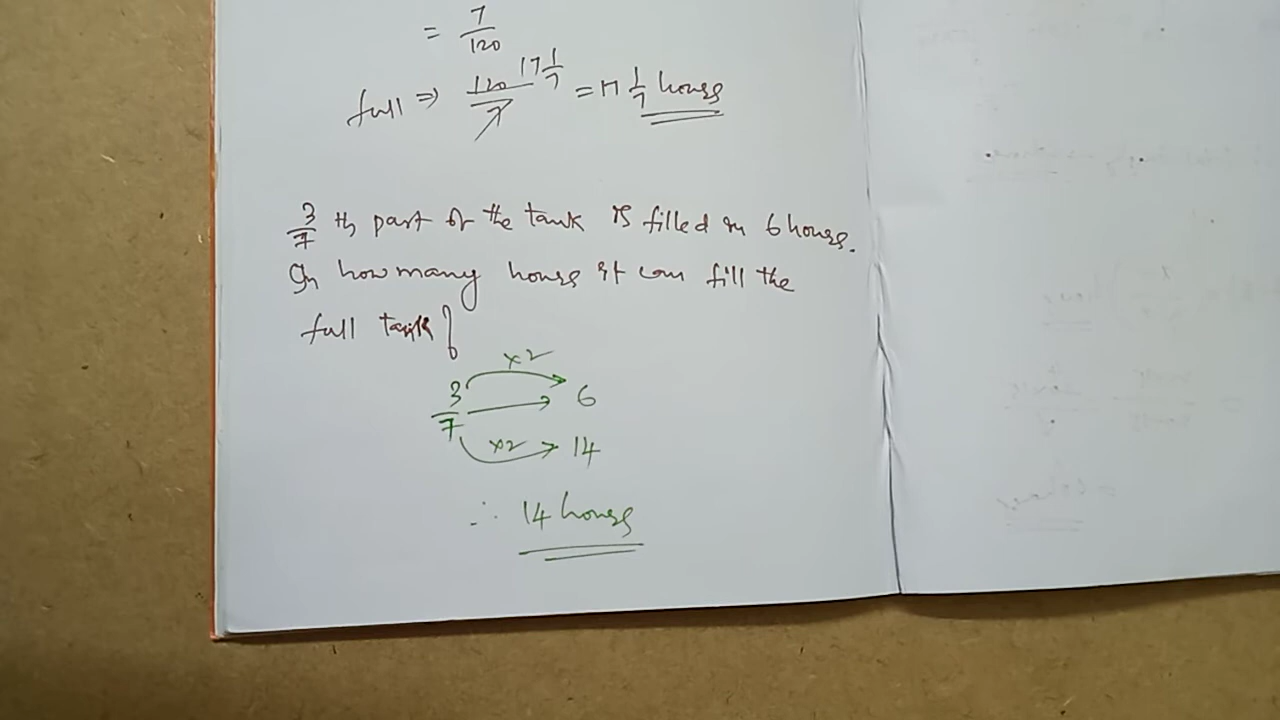 = 7/120
full ⇒ 120/7 17 1/7 = 17 1/7 hours
3/7 th part of the tank is filled in 6 hours.
In how many hours it can fill the
full tank?
×2
3/7 → 6
×2 → 14
∴ 14 hours